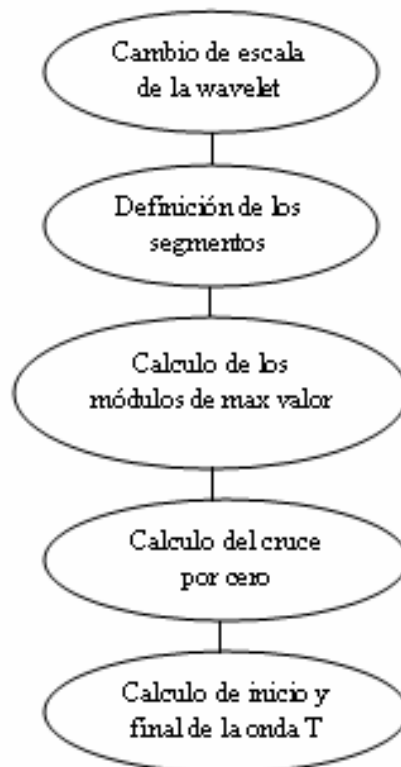 Cambio de escala
de la wavelet
Definición de los
segmentos
Calculo de los
módulos de max valor
Calculo del cruce
por cero
Calculo de inicio y
final de la onda T